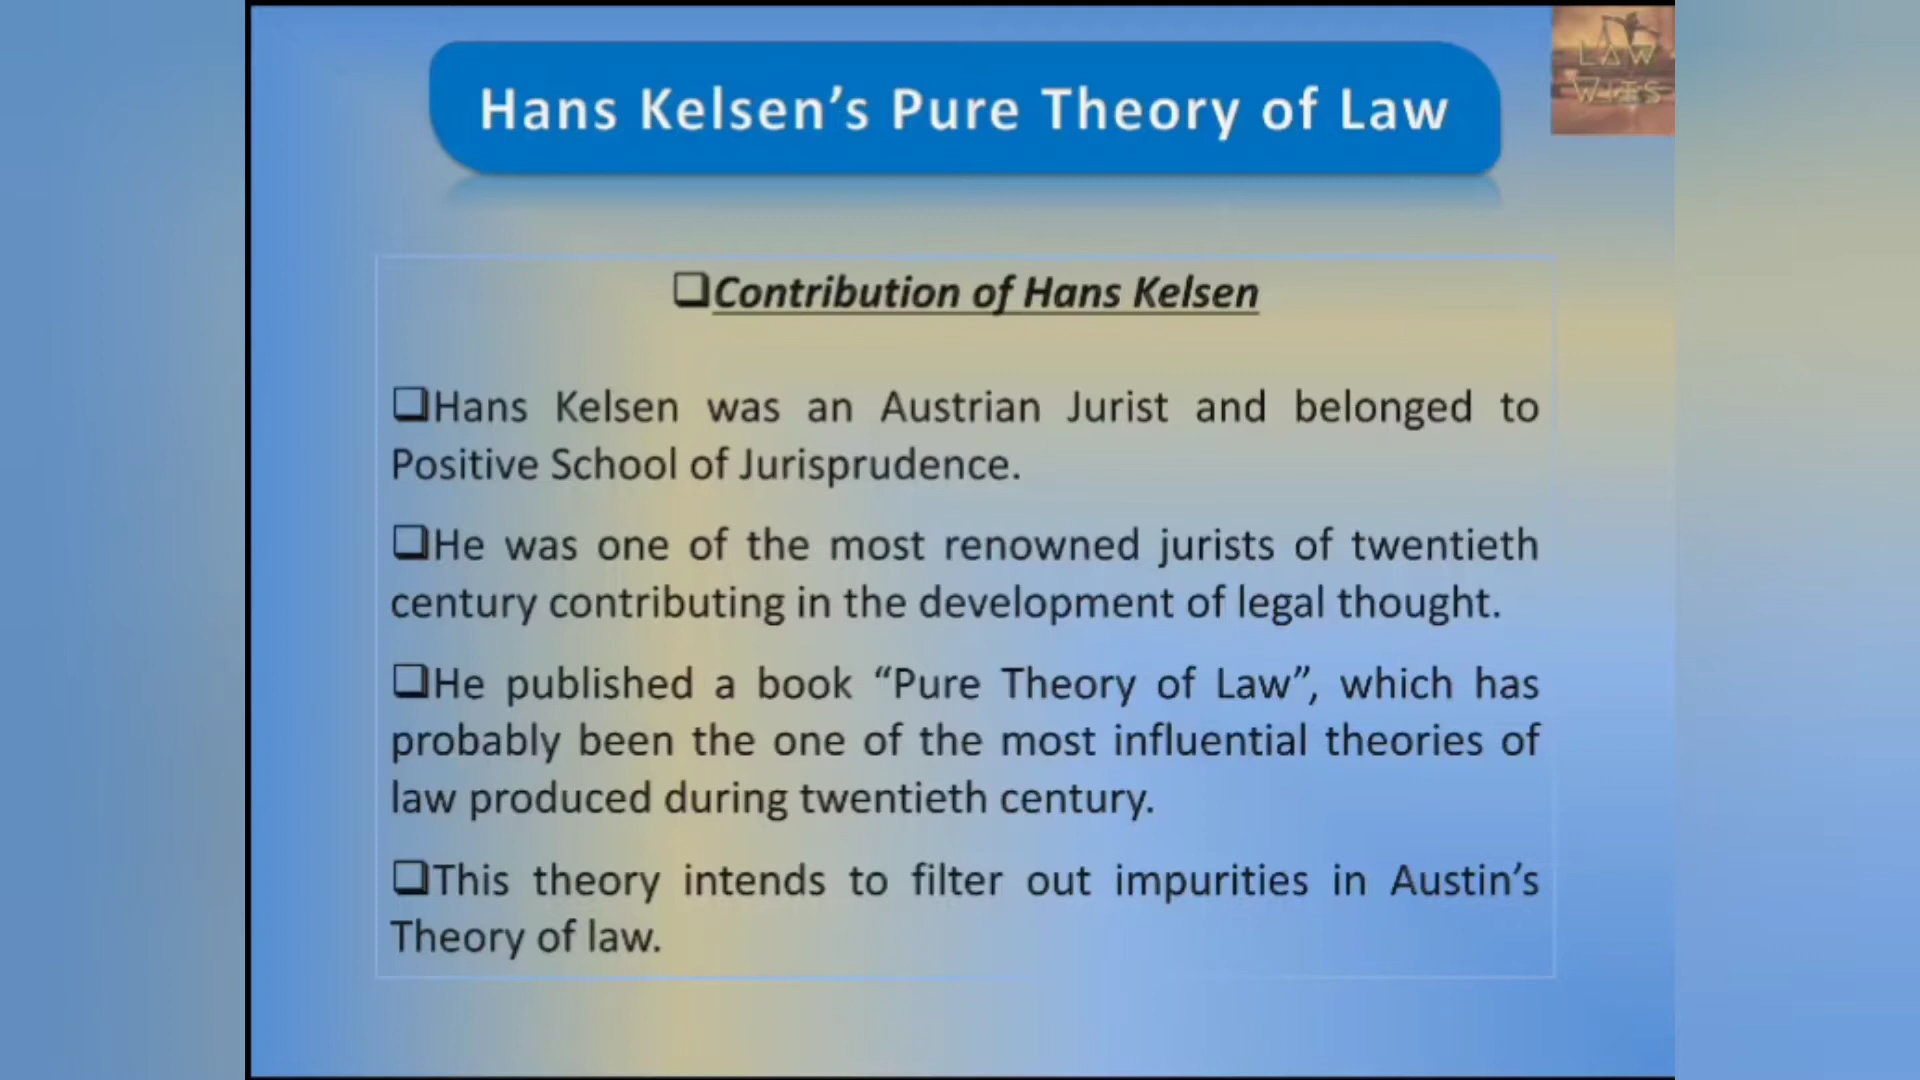 Hans Kelsen’s Pure Theory of Law
LAW
WITS
❑Contribution of Hans Kelsen
❑Hans Kelsen was an Austrian Jurist and belonged to
Positive School of Jurisprudence.
❑He was one of the most renowned jurists of twentieth
century contributing in the development of legal thought.
❑He published a book “Pure Theory of Law”, which has
probably been the one of the most influential theories of
law produced during twentieth century.
❑This theory intends to filter out impurities in Austin’s
Theory of law.